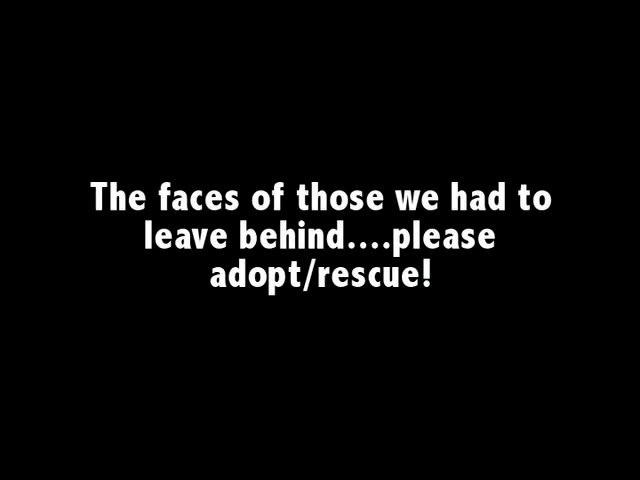 The faces of those we had to
leave behind....please
adopt/rescue!